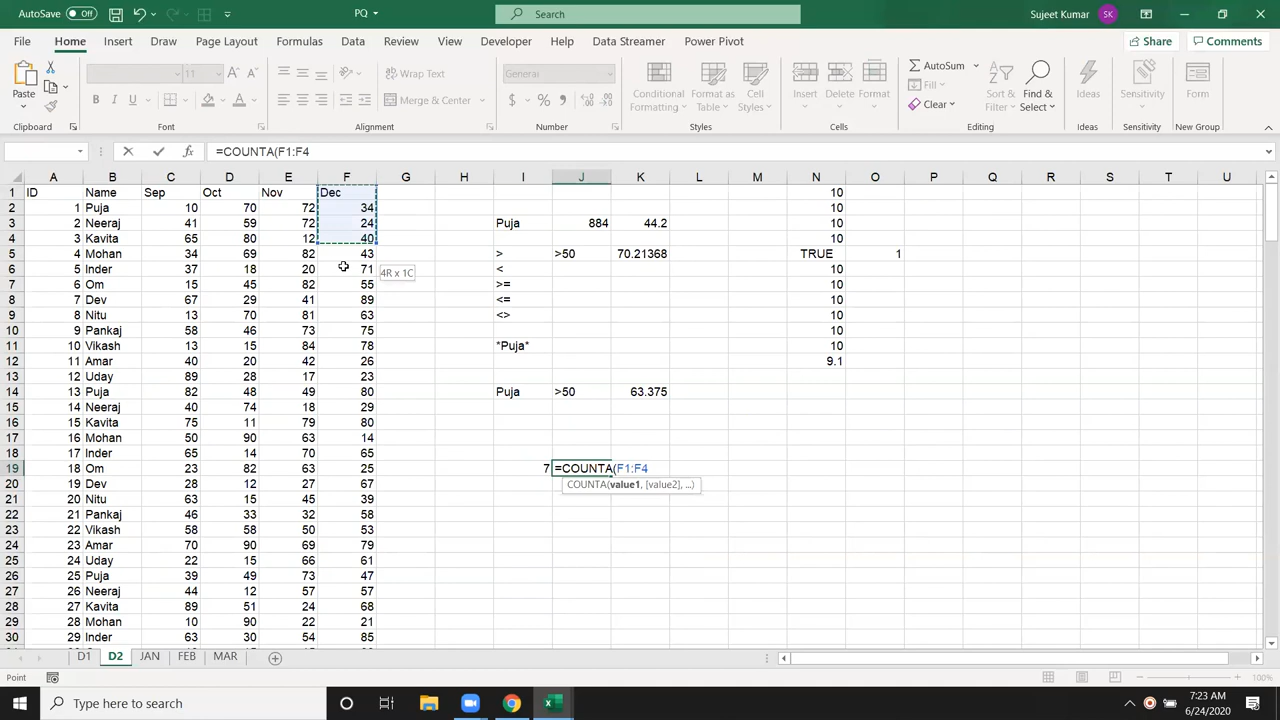 AutoSave Off PQ Search Sujeet Kumar SK
File Home Insert Draw Page Layout Formulas Data Review View Developer Help Data Streamer Power Pivot Share Comments
Paste 11 Wrap Text General Conditional Formatting Format as Table Cell Styles Insert Delete Format AutoSum Fill Clear Sort & Filter Find & Select Ideas Sensitivity Form
B I U Merge & Center $ %
Clipboard Font Alignment Number Styles Cells Editing Ideas Sensitivity New Group
fx =COUNTA(F1:F4
A B C D E F G H I J K L M N O P Q R S T U
1 ID Name Sep Oct Nov Dec 10
2 1 Puja 10 70 72 34 10
3 2 Neeraj 41 59 72 24 Puja 884 44.2 10
4 3 Kavita 65 80 12 40 10
5 4 Mohan 34 69 82 43 > >50 70.21368 TRUE 1
6 5 Inder 37 18 20 71 4R x 1C < 10
7 6 Om 15 45 82 55 >= 10
8 7 Dev 67 29 41 89 <= 10
9 8 Nitu 13 70 81 63 <> 10
10 9 Pankaj 58 46 73 75 10
11 10 Vikash 13 15 84 78 *Puja* 10
12 11 Amar 40 20 42 26 9.1
13 12 Uday 89 28 17 23
14 13 Puja 82 48 49 80 Puja >50 63.375
15 14 Neeraj 40 74 18 29
16 15 Kavita 75 11 79 80
17 16 Mohan 50 90 63 14
18 17 Inder 65 14 70 65
19 18 Om 23 82 63 25 7 =COUNTA(F1:F4
20 19 Dev 28 12 27 67 COUNTA(value1, [value2], ...)
21 20 Nitu 63 15 45 39
22 21 Pankaj 46 33 32 58
23 22 Vikash 58 58 50 53
24 23 Amar 70 90 69 79
25 24 Uday 22 15 66 61
26 25 Puja 39 49 73 47
27 26 Neeraj 44 12 57 57
28 27 Kavita 89 51 24 68
29 28 Mohan 10 90 22 21
30 29 Inder 63 30 54 85
D1 D2 JAN FEB MAR
Point 100%
Type here to search 7:23 AM
6/24/2020